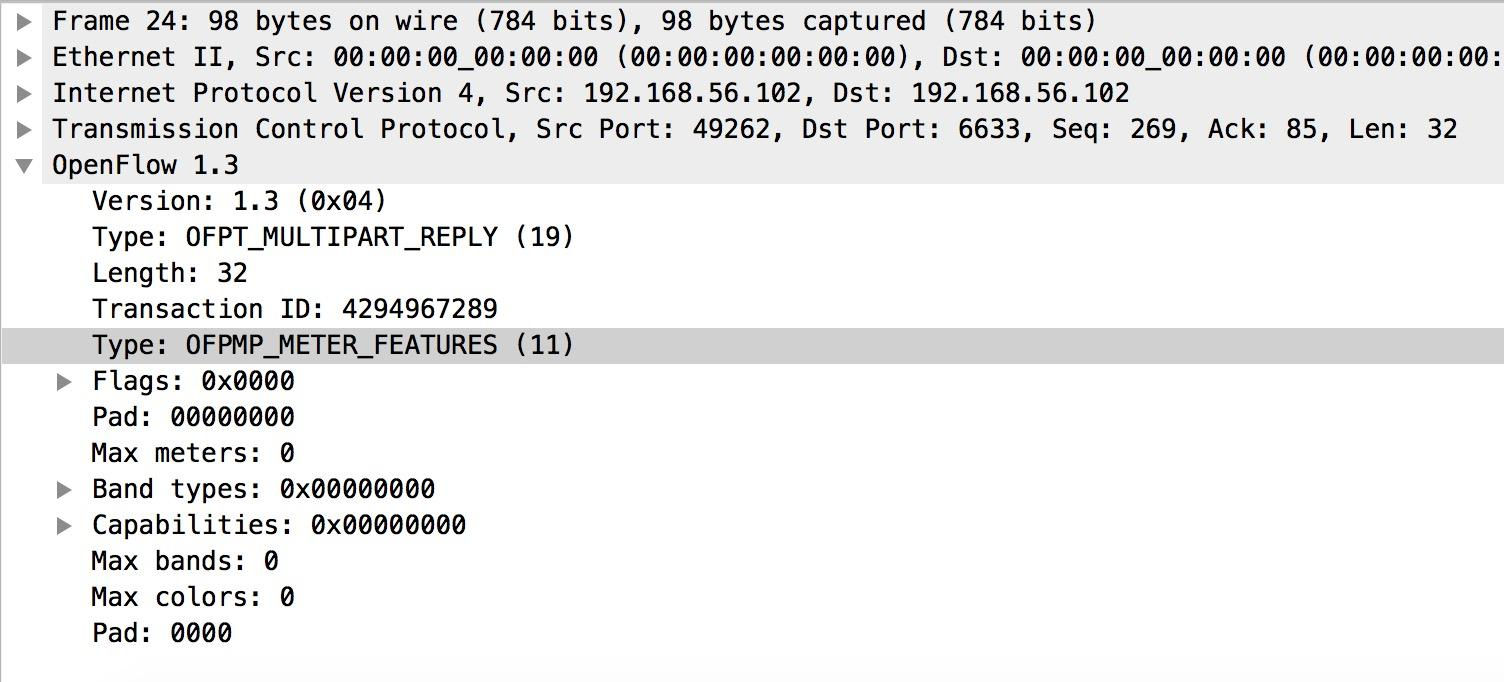 Frame 24: 98 bytes on wire (784 bits), 98 bytes captured (784 bits)
Ethernet II, Src: 00:00:00_00:00:00 (00:00:00:00:00:00), Dst: 00:00:00_00:00:00 (00:00:00:00:
Internet Protocol Version 4, Src: 192.168.56.102, Dst: 192.168.56.102
Transmission Control Protocol, Src Port: 49262, Dst Port: 6633, Seq: 269, Ack: 85, Len: 32
OpenFlow 1.3
Version: 1.3 (0x04)
Type: OFPT_MULTIPART_REPLY (19)
Length: 32
Transaction ID: 4294967289
Type: OFPMP_METER_FEATURES (11)
Flags: 0x0000
Pad: 00000000
Max meters: 0
Band types: 0x00000000
Capabilities: 0x00000000
Max bands: 0
Max colors: 0
Pad: 0000